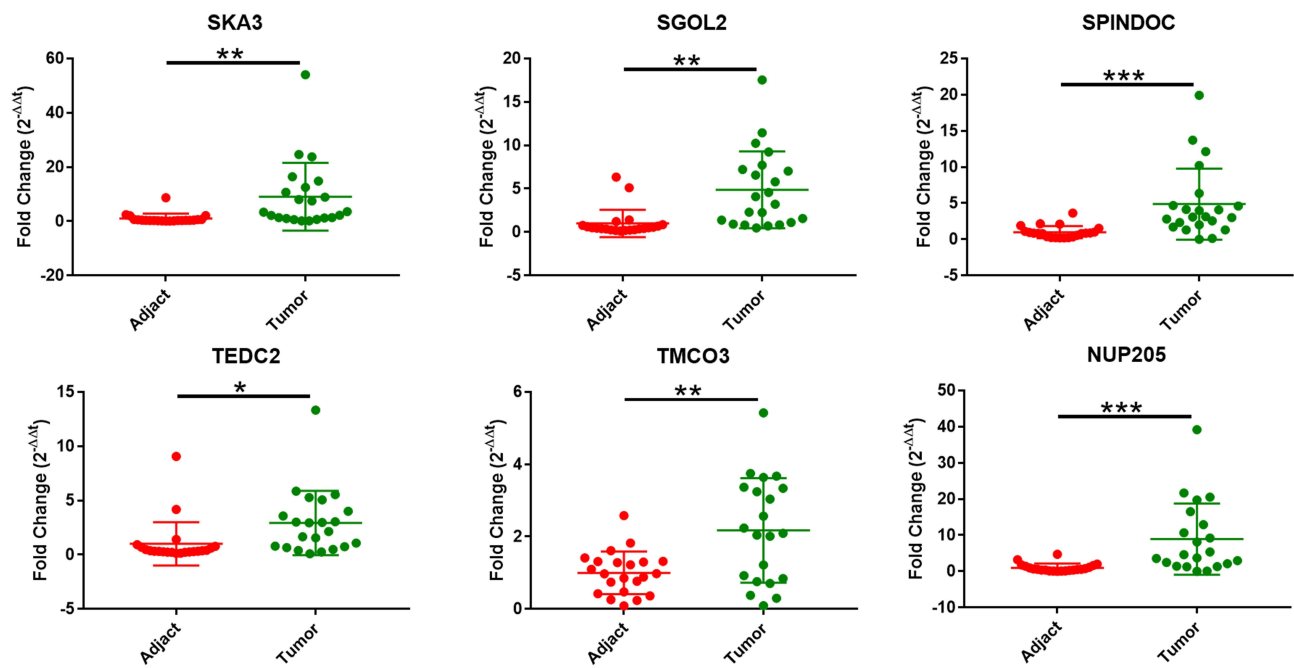 SKA3
**
Fold Change (2-ΔΔt)
60
40
20
0
-20
Adjact
Tumor
SGOL2
**
Fold Change (2-ΔΔt)
20
15
10
5
0
-5
Adjact
Tumor
SPINDOC
***
Fold Change (2-ΔΔt)
25
20
15
10
5
0
-5
Adjact
Tumor
TEDC2
*
Fold Change (2-ΔΔt)
15
10
5
0
-5
Adjact
Tumor
TMCO3
**
Fold Change (2-ΔΔt)
6
4
2
0
Adjact
Tumor
NUP205
***
Fold Change (2-ΔΔt)
50
40
30
20
10
0
-10
Adjact
Tumor